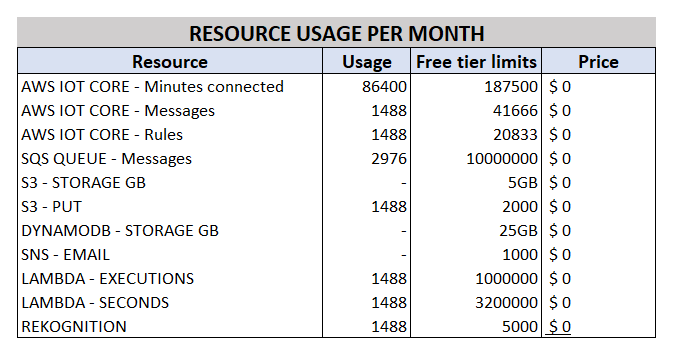 RESOURCE USAGE PER MONTH
Resource Usage Free tier limits Price
AWS IOT CORE - Minutes connected 86400 187500 $ 0
AWS IOT CORE - Messages 1488 41666 $ 0
AWS IOT CORE - Rules 1488 20833 $ 0
SQS QUEUE - Messages 2976 10000000 $ 0
S3 - STORAGE GB - 5GB $ 0
S3 - PUT 1488 2000 $ 0
DYNAMODB - STORAGE GB - 25GB $ 0
SNS - EMAIL - 1000 $ 0
LAMBDA - EXECUTIONS 1488 1000000 $ 0
LAMBDA - SECONDS 1488 3200000 $ 0
REKOGNITION 1488 5000 $ 0